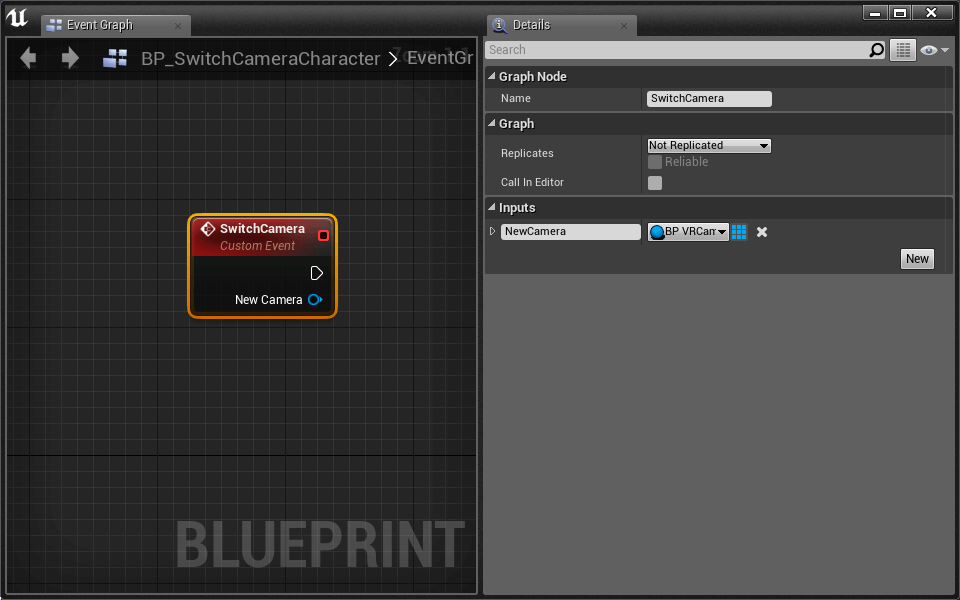 Event Graph
BP_SwitchCameraCharacter
EventGr
SwitchCamera
Custom Event
New Camera
BLUEPRINT
Details
Search
Graph Node
Name
SwitchCamera
Graph
Replicates
Not Replicated
Reliable
Call In Editor
Inputs
NewCamera
BP VRCam
New